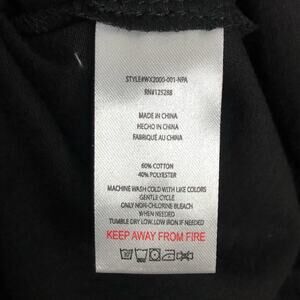 STYLE#WX2000-001-NPA
RN#125288
MADE IN CHINA
HECHO EN CHINA
FABRIQUÉ AU CHINA
60% COTTON
40% POLYESTER
MACHINE WASH COLD WITH LIKE COLORS
GENTLE CYCLE
ONLY NON-CHLORINE BLEACH
WHEN NEEDED
TUMBLE DRY LOW. LOW IRON IF NEEDED
KEEP AWAY FROM FIRE